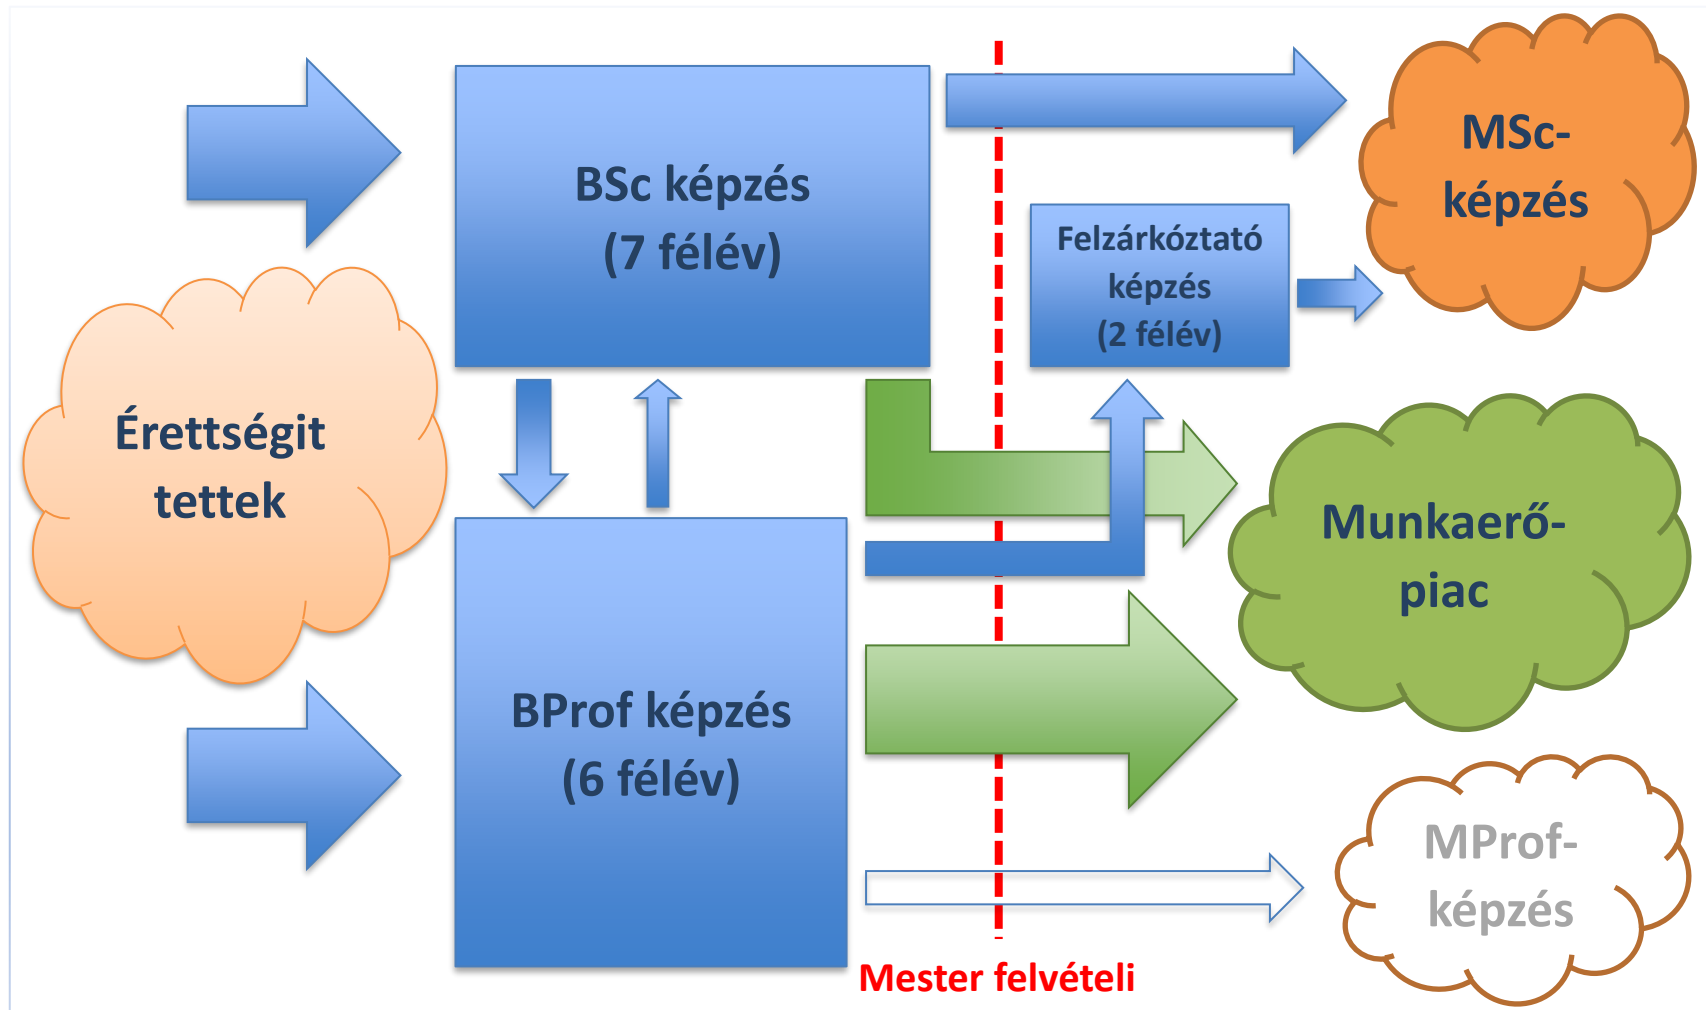 BSc képzés
(7 félév)
MSc-
képzés
Felzárkóztató
képzés
(2 félév)
Érettségit
tettek
Munkaerő-
piac
BProf képzés
(6 félév)
MProf-
képzés
Mester felvételi